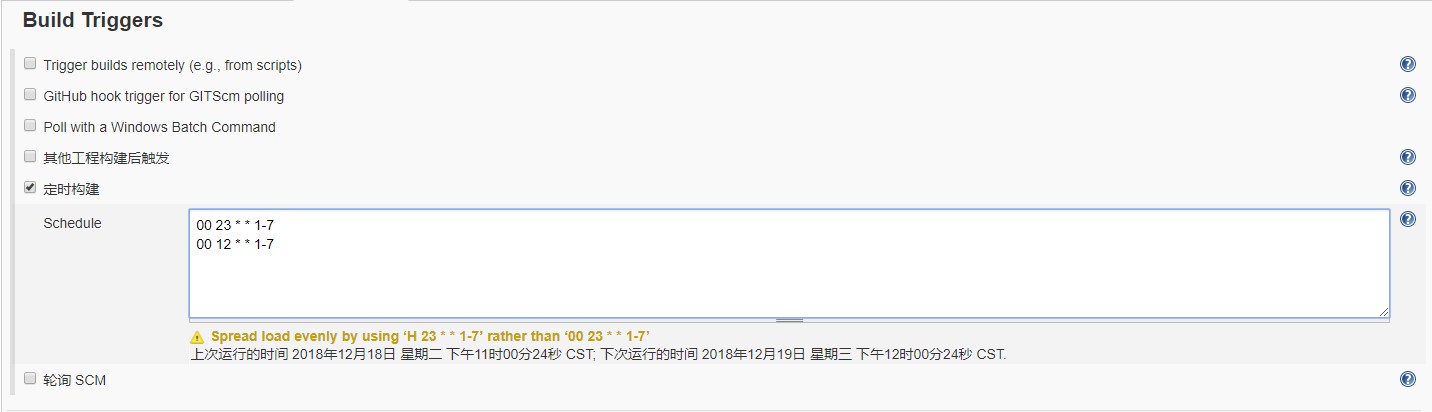 Build Triggers
Trigger builds remotely (e.g., from scripts)
GitHub hook trigger for GITScm polling
Poll with a Windows Batch Command
其他工程构建后触发
定时构建
Schedule
00 23 * * 1-7
00 12 * * 1-7
Spread load evenly by using ‘H 23 * * 1-7’ rather than ‘00 23 * * 1-7’
上次运行的时间 2018年12月18日 星期二 下午11时00分24秒 CST; 下次运行的时间 2018年12月19日 星期三 下午12时00分24秒 CST.
轮询 SCM